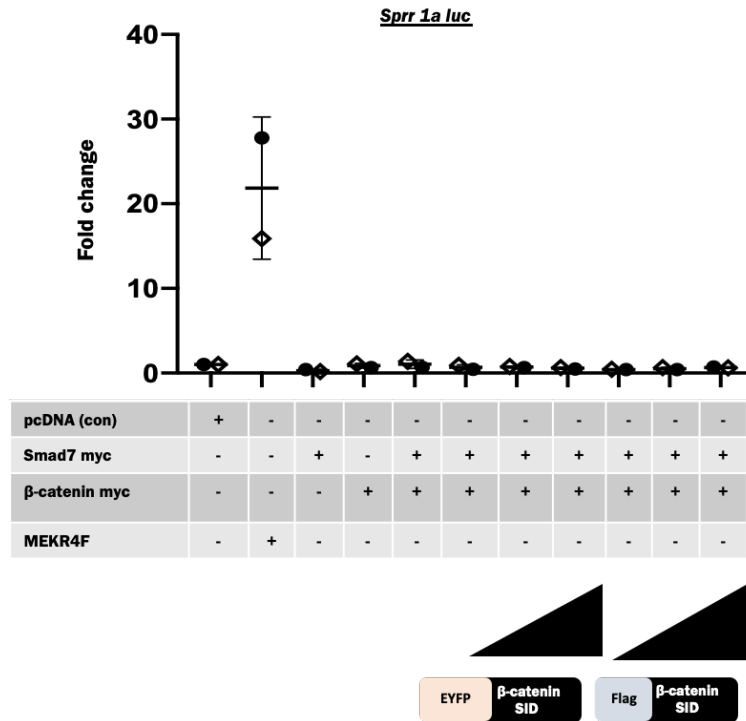 Sprr 1a luc
40
30
20
10
0
Fold change
pcDNA (con) + - - - - - - - - - -
Smad7 myc - - + - + + + + + + +
β-catenin myc - - - + + + + + + + +
MEKR4F - + - - - - - - - - -
EYFP β-catenin SID
Flag β-catenin SID